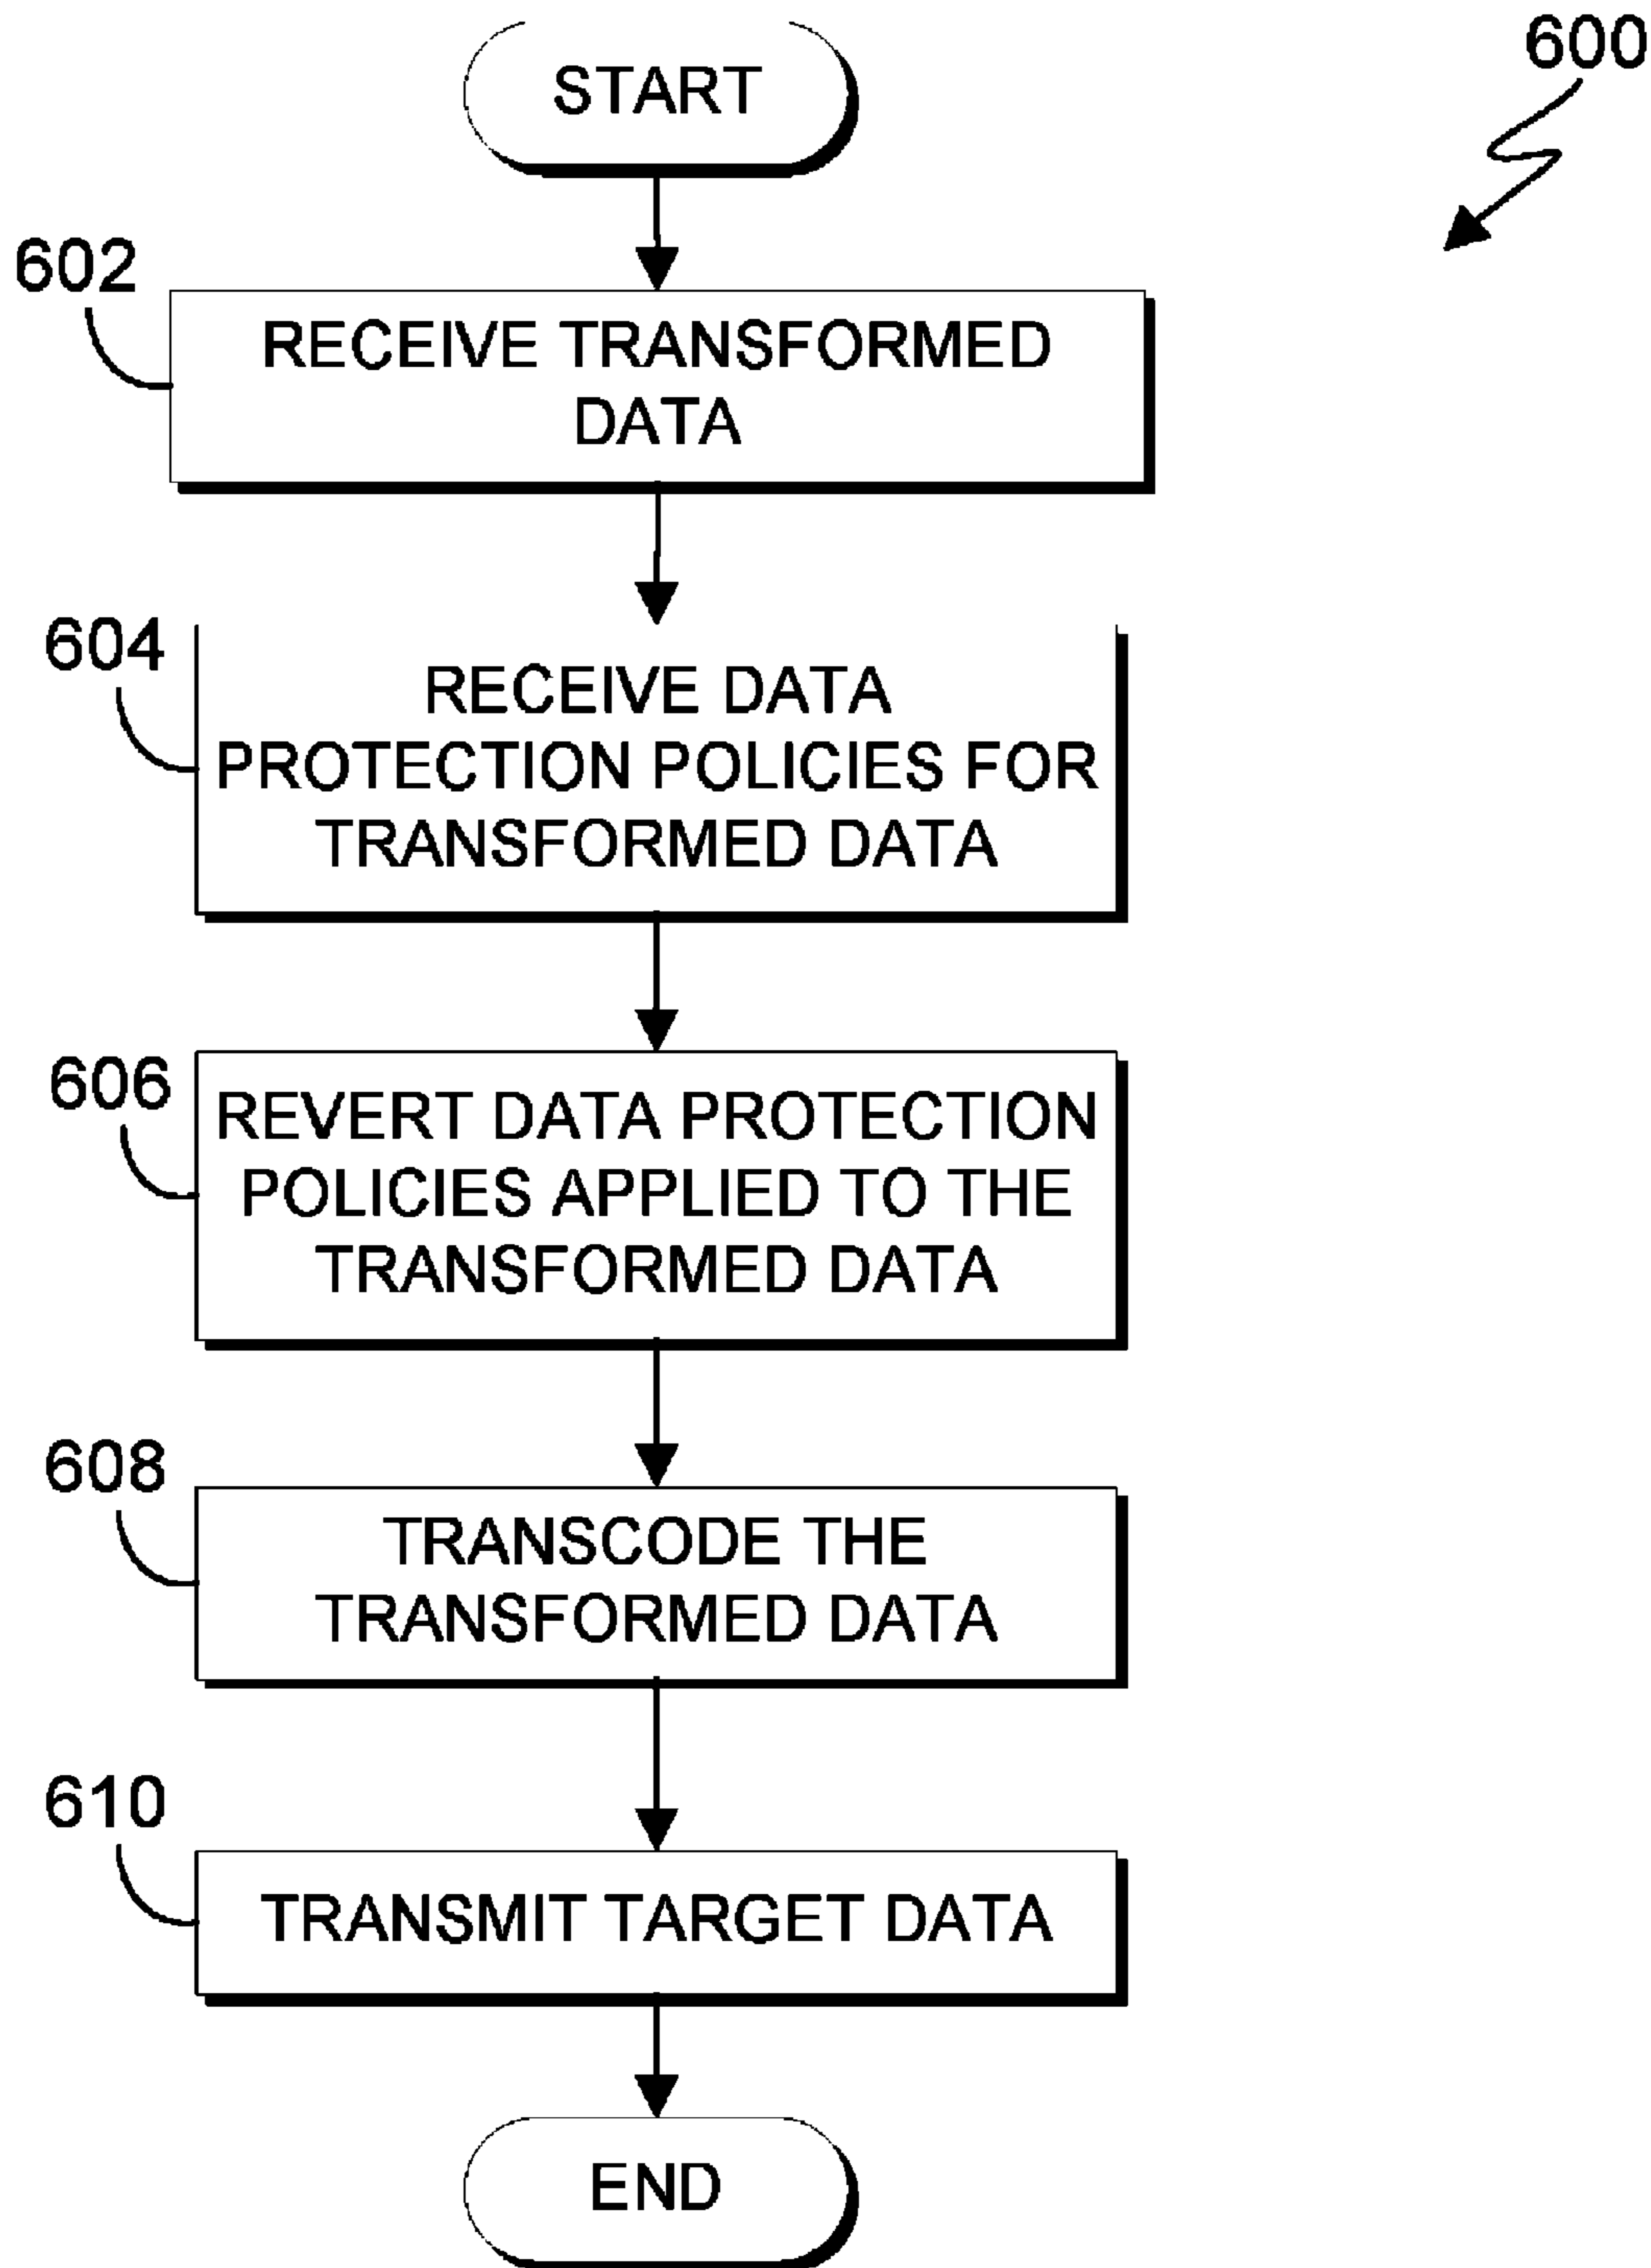 START
600
602
RECEIVE TRANSFORMED
DATA
604
RECEIVE DATA
PROTECTION POLICIES FOR
TRANSFORMED DATA
606
REVERT DATA PROTECTION
POLICIES APPLIED TO THE
TRANSFORMED DATA
608
TRANSCODE THE
TRANSFORMED DATA
610
TRANSMIT TARGET DATA
END